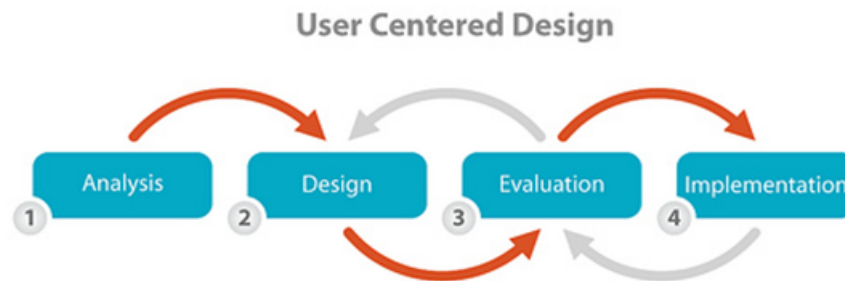 User Centered Design
Analysis
Design
Evaluation
Implementation
1
2
3
4